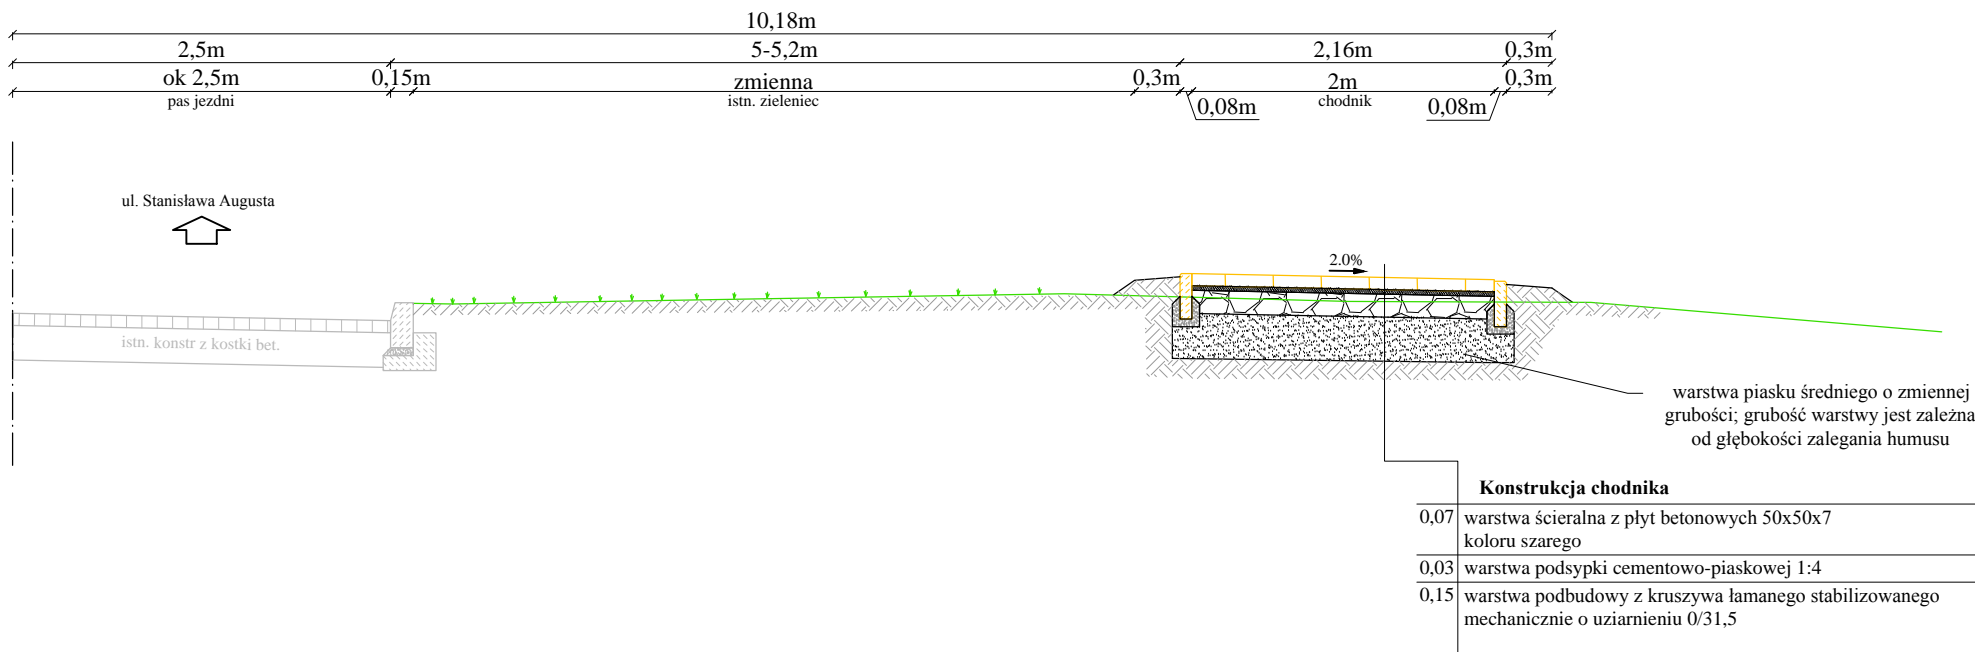 10,18m
2,5m 5-5,2m 2,16m 0,3m
ok 2,5m 0,15m zmienna 0,3m 2m 0,3m
pas jezdni istn. zieleniec chodnik
0,08m 0,08m
ul. Stanisława Augusta
2.0%
istn. konstr z kostki bet.
warstwa piasku średniego o zmiennej
grubości; grubość warstwy jest zależna
od głębokości zalegania humusu
Konstrukcja chodnika
0,07 warstwa ścieralna z płyt betonowych 50x50x7
koloru szarego
0,03 warstwa podsypki cementowo-piaskowej 1:4
0,15 warstwa podbudowy z kruszywa łamanego stabilizowanego
mechanicznie o uziarnieniu 0/31,5